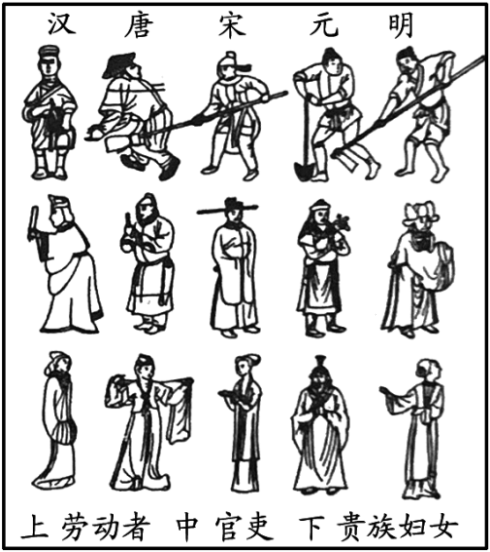 汉 唐 宋 元 明
上 劳动者 中 官吏 下 贵族妇女